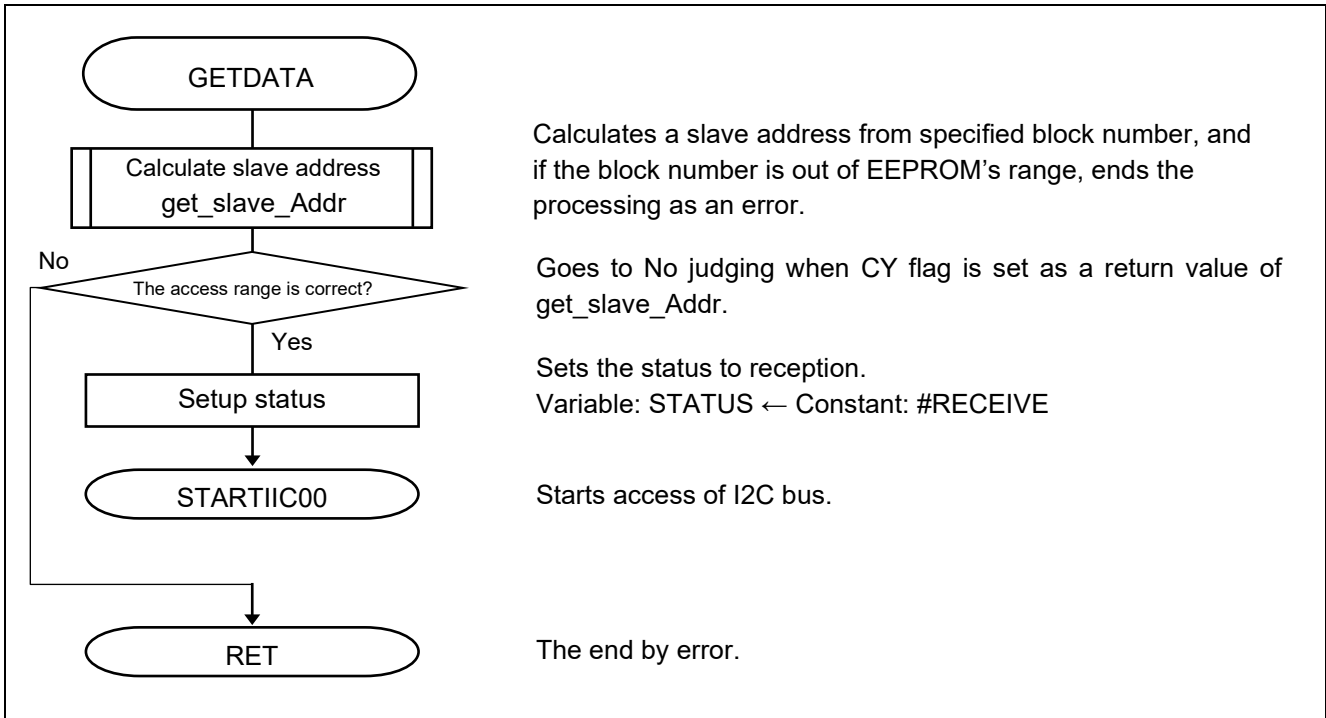 GETDATA
Calculate slave address
get_slave_Addr
Calculates a slave address from specified block number, and
if the block number is out of EEPROM’s range, ends the
processing as an error.
No
The access range is correct?
Goes to No judging when CY flag is set as a return value of
get_slave_Addr.
Yes
Setup status
Sets the status to reception.
Variable: STATUS ← Constant: #RECEIVE
STARTIIC00
Starts access of I2C bus.
RET
The end by error.